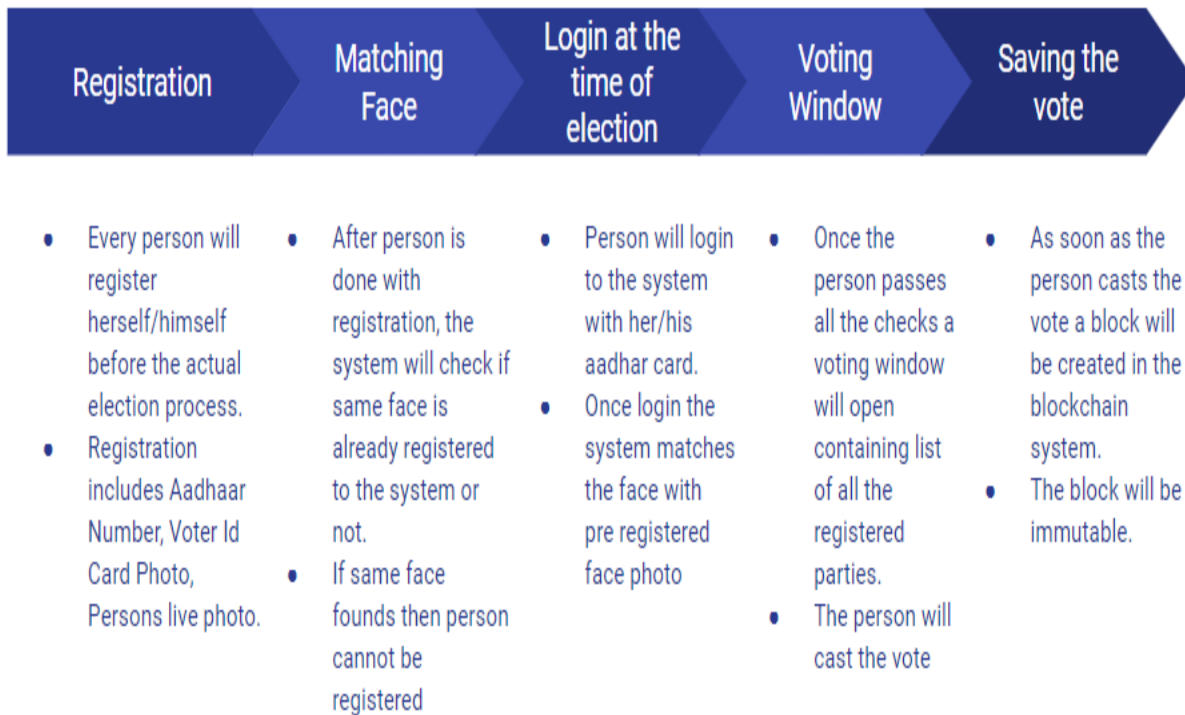 Registration
Matching
Face
Login at the
time of
election
Voting
Window
Saving the
vote
● Every person will
register
herself/himself
before the actual
election process.
● Registration
includes Aadhaar
Number, Voter Id
Card Photo,
Persons live photo.
● After person is
done with
registration, the
system will check if
same face is
already registered
to the system or
not.
● If same face
founds then person
cannot be
registered
● Person will login
to the system
with her/his
aadhar card.
● Once login the
system matches
the face with
pre registered
face photo
● Once the
person passes
all the checks a
voting window
will open
containing list
of all the
registered
parties.
● The person will
cast the vote
● As soon as the
person casts the
vote a block will
be created in the
blockchain
system.
● The block will be
immutable.